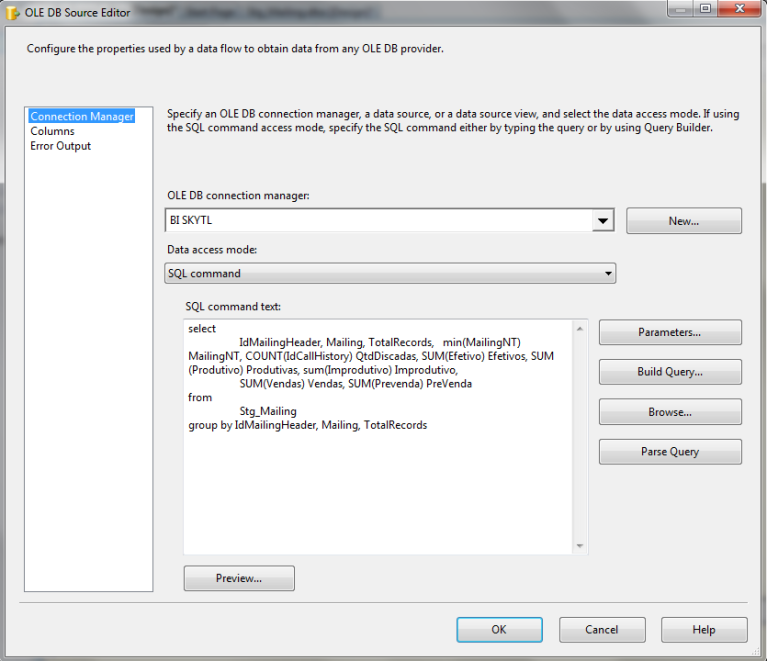 OLE DB Source Editor
Configure the properties used by a data flow to obtain data from any OLE DB provider.
Connection Manager
Columns
Error Output
Specify an OLE DB connection manager, a data source, or a data source view, and select the data access mode. If using
the SQL command access mode, specify the SQL command either by typing the query or by using Query Builder.
OLE DB connection manager:
BI SKYTL
New...
Data access mode:
SQL command
SQL command text:
select
IdMailingHeader, Mailing, TotalRecords, min(MailingNT)
MailingNT, COUNT(IdCallHistory) QtdDiscadas, SUM(Efetivo) Efetivos, SUM
(Produtivo) Produtivas, sum(Improdutivo) Improdutivo,
SUM(Vendas) Vendas, SUM(Prevenda) PreVenda
from
Stg_Mailing
group by IdMailingHeader, Mailing, TotalRecords
Parameters...
Build Query...
Browse...
Parse Query
Preview...
OK
Cancel
Help